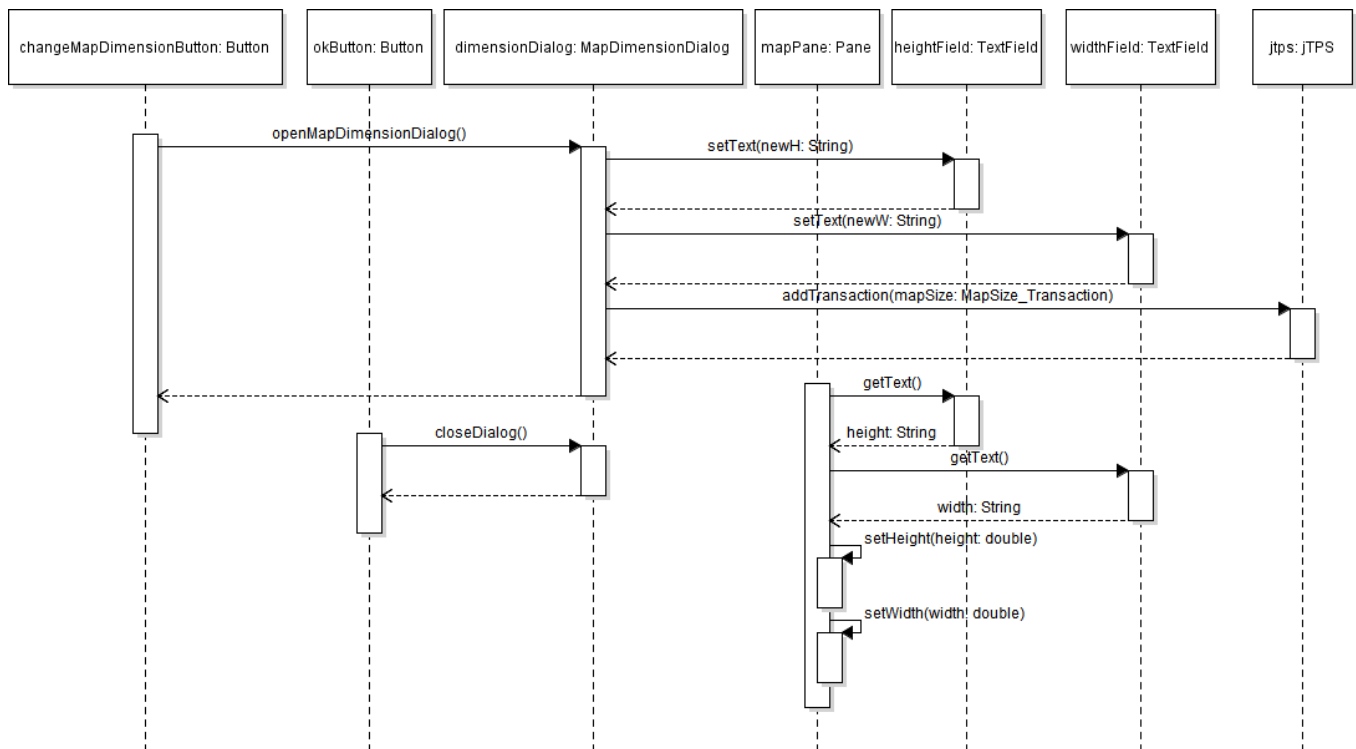 changeMapDimensionButton: Button
okButton: Button
dimensionDialog: MapDimensionDialog
mapPane: Pane
heightField: TextField
widthField: TextField
jtps: jTPS
openMapDimensionDialog()
setText(newH: String)
setText(newW: String)
addTransaction(mapSize: MapSize_Transaction)
getText()
closeDialog()
height: String
getText()
width: String
setHeight(height: double)
setWidth(width: double)